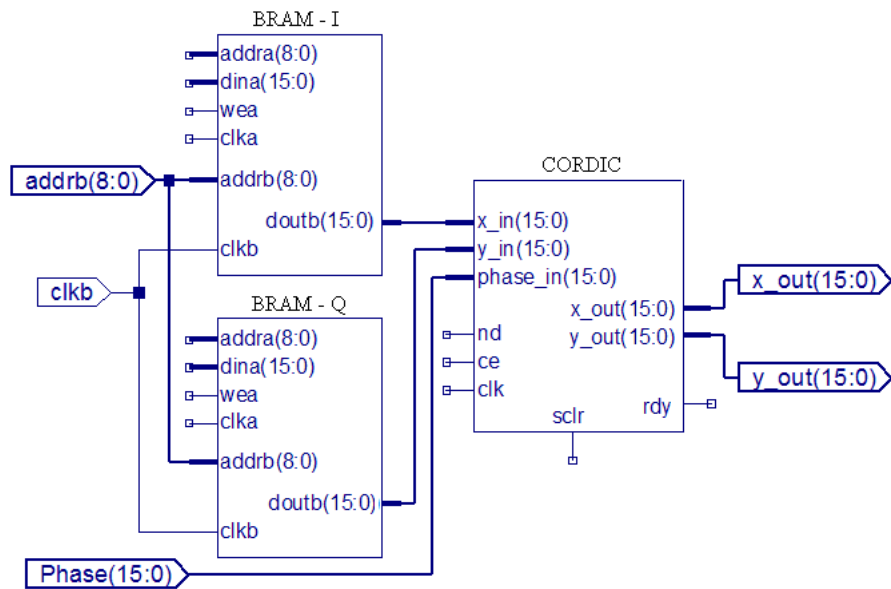 BRAM - I
addra(8:0)
dina(15:0)
wea
clka
addrb(8:0)
addrb(8:0)
doutb(15:0)
clkb
clkb
BRAM - Q
addra(8:0)
dina(15:0)
wea
clka
addrb(8:0)
doutb(15:0)
clkb
Phase(15:0)
CORDIC
x_in(15:0)
y_in(15:0)
phase_in(15:0)
x_out(15:0)
y_out(15:0)
nd
ce
clk
rdy
sclr
x_out(15:0)
y_out(15:0)